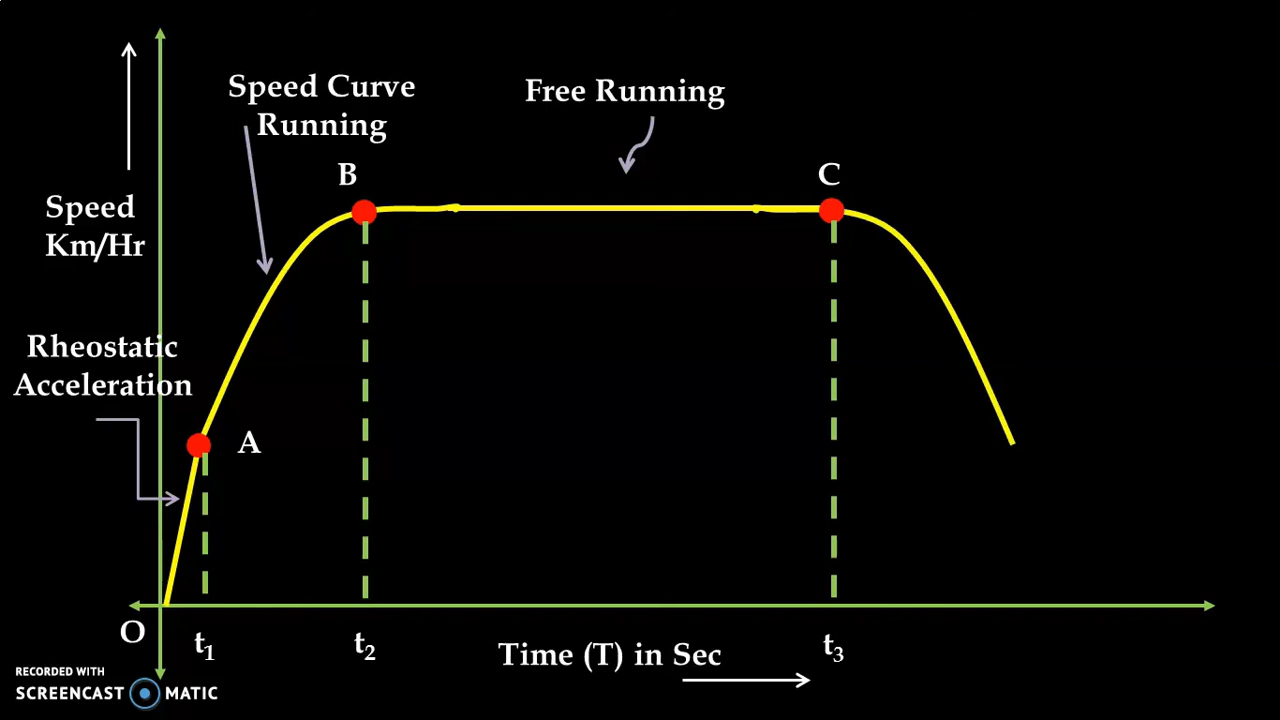 Speed Curve
Running
Free Running
B
C
Speed
Km/Hr
Rheostatic
Acceleration
A
O
t1
t2
Time (T) in Sec
t3
RECORDED WITH
SCREENCAST MATIC